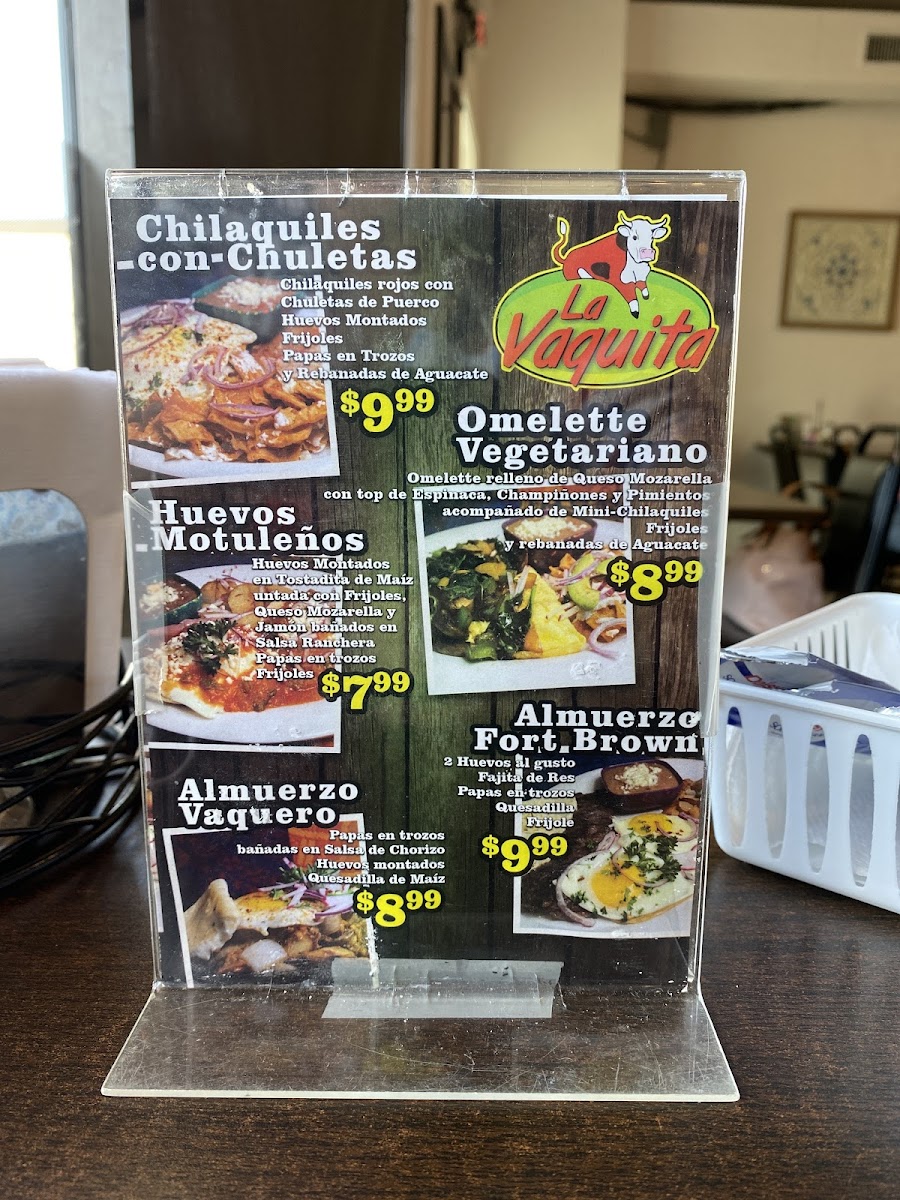 Chilaquiles
con Chuletas
Chilaquiles rojos con
Chuletas de Puerco
Huevos Montados
Frijoles
Papas en Trozos
y Rebanadas de Aguacate
$9.99
La
Vaquita
Omelette
Vegetariano
Omelette relleno de Queso Mozarella
con top de Espinaca, Champiñones y Pimientos
acompañado de Mini-Chilaquiles
Frijoles
y rebanadas de Aguacate
$8.99
Huevos
Motuleños
Huevos Montados
en Tostadita de Maíz
untada con Frijoles,
Queso Mozarella y
Jamón bañados en
Salsa Ranchera
Papas en trozos
Frijoles
$7.99
Almuerzo
Fort Brown
2 Huevos al gusto
Fajita de Res
Papas en trozos
Quesadilla
Frijole
$9.99
Almuerzo
Vaquero
Papas en trozos
bañadas en Salsa de Chorizo
Huevos montados
Quesadilla de Maíz
$8.99